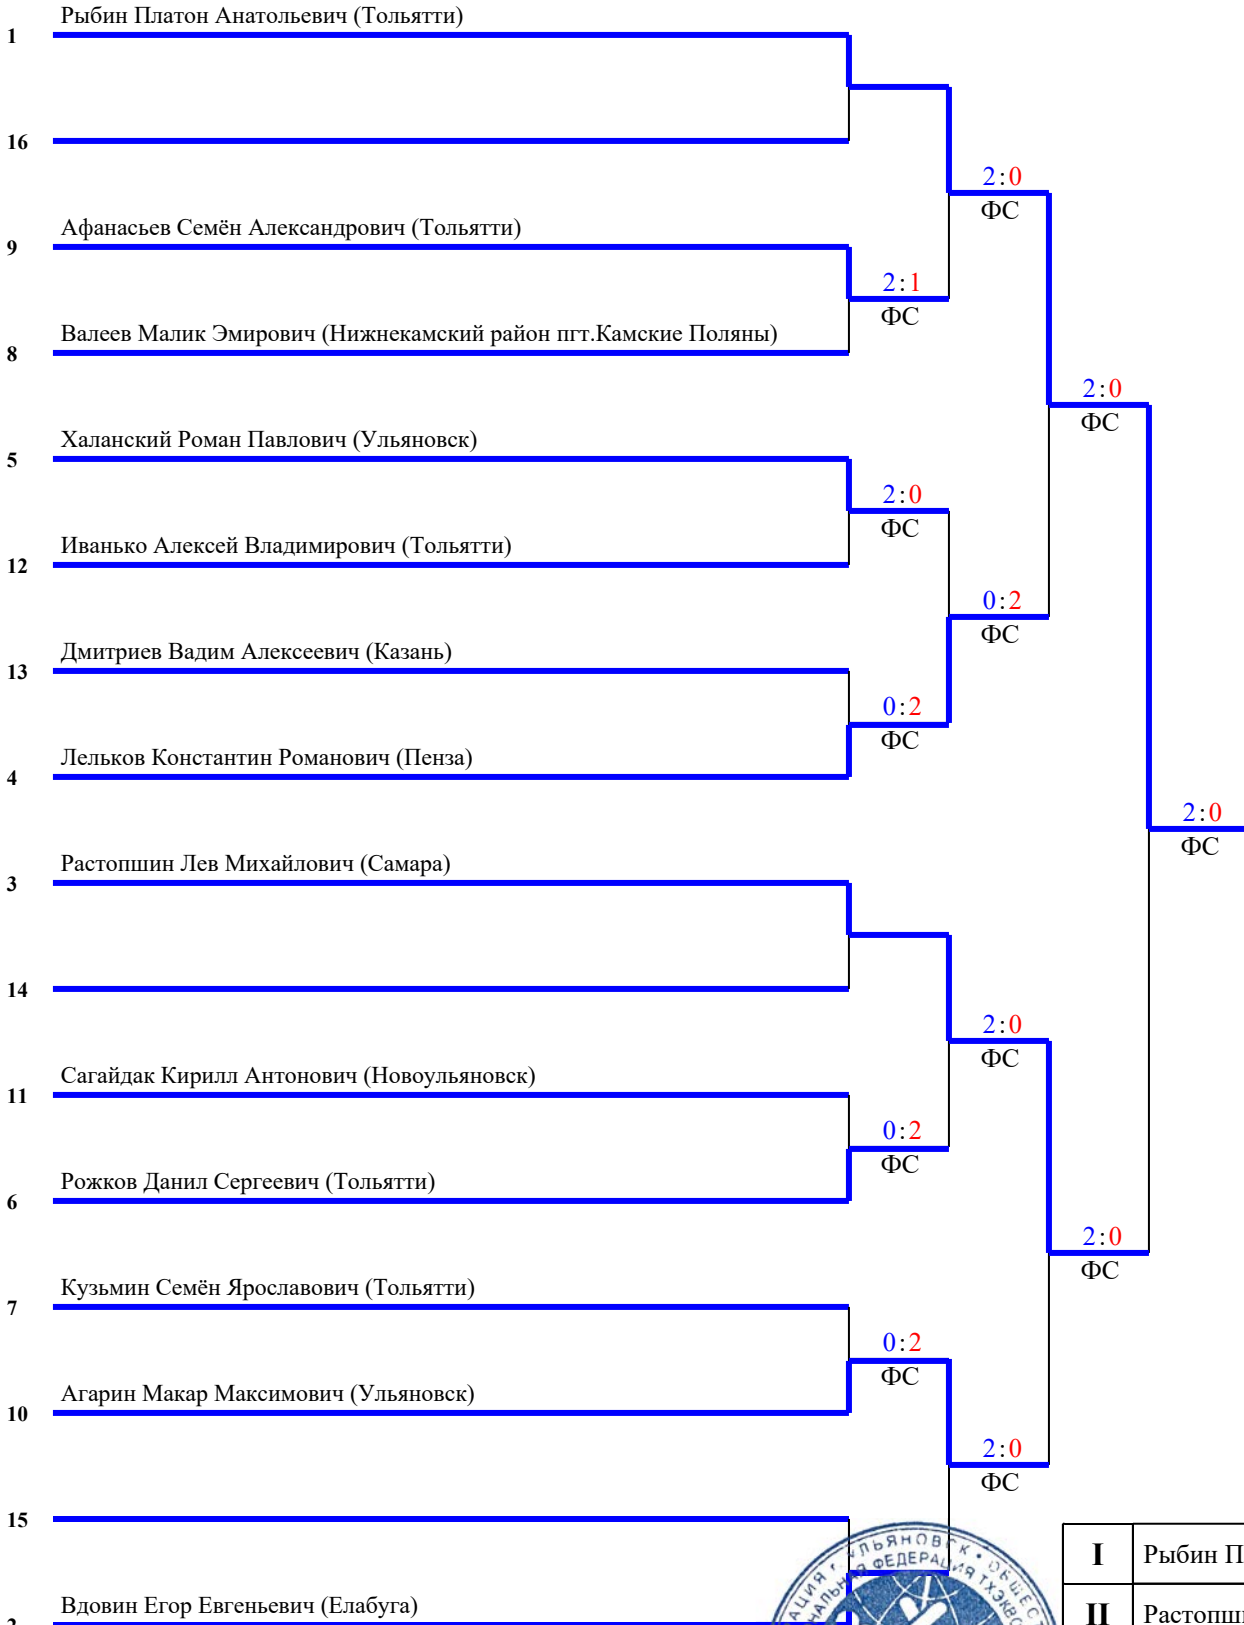 Рыбин Платон Анатольевич (Тольятти)
1
16
2:0
ФС
Афанасьев Семён Александрович (Тольятти)
9
2:1
ФС
Валеев Малик Эмирович (Нижнекамский район пгт.Камские Поляны)
8
2:0
ФС
Халанский Роман Павлович (Ульяновск)
5
2:0
ФС
Иванько Алексей Владимирович (Тольятти)
12
0:2
ФС
Дмитриев Вадим Алексеевич (Казань)
13
0:2
ФС
Лельков Константин Романович (Пенза)
4
2:0
ФС
Растопшин Лев Михайлович (Самара)
3
14
2:0
ФС
Сагайдак Кирилл Антонович (Новоульяновск)
11
0:2
ФС
Рожков Данил Сергеевич (Тольятти)
6
2:0
ФС
Кузьмин Семён Ярославович (Тольятти)
7
0:2
ФС
Агарин Макар Максимович (Ульяновск)
10
2:0
ФС
15
УЛЬЯНОВСК
ФЕДЕРАЦИЯ
I Рыбин П
Вдовин Егор Евгеньевич (Елабуга)
II Растопши